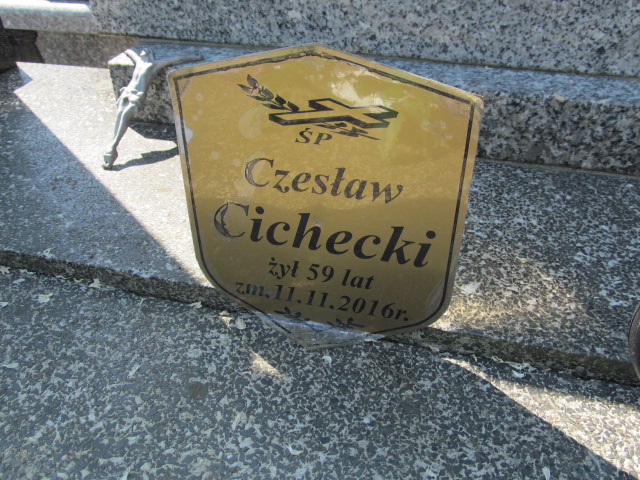 ŚP
Czesław
Cichecki
żył 59 lat
zm.11.11.2016r.